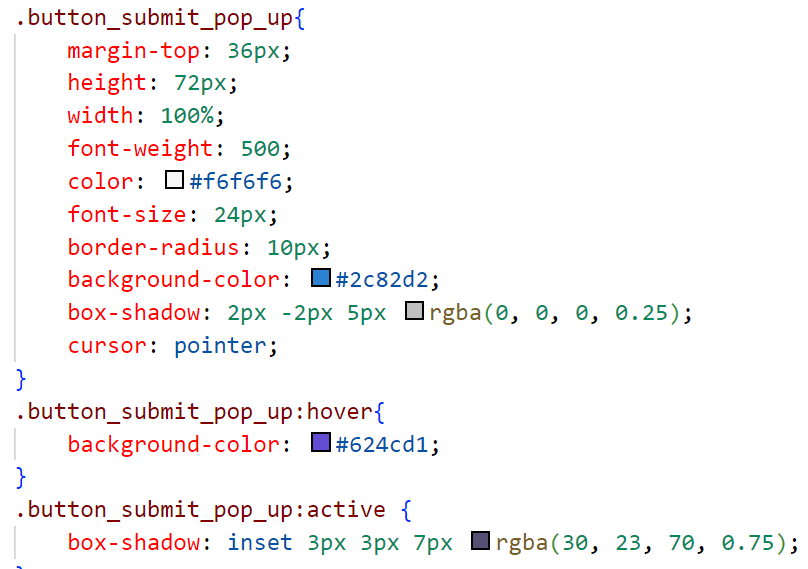 .button_submit_pop_up{
margin-top: 36px;
height: 72px;
width: 100%;
font-weight: 500;
color: #f6f6f6;
font-size: 24px;
border-radius: 10px;
background-color: #2c82d2;
box-shadow: 2px -2px 5px rgba(0, 0, 0, 0.25);
cursor: pointer;
}
.button_submit_pop_up:hover{
background-color: #624cd1;
}
.button_submit_pop_up:active {
box-shadow: inset 3px 3px 7px rgba(30, 23, 70, 0.75);
}